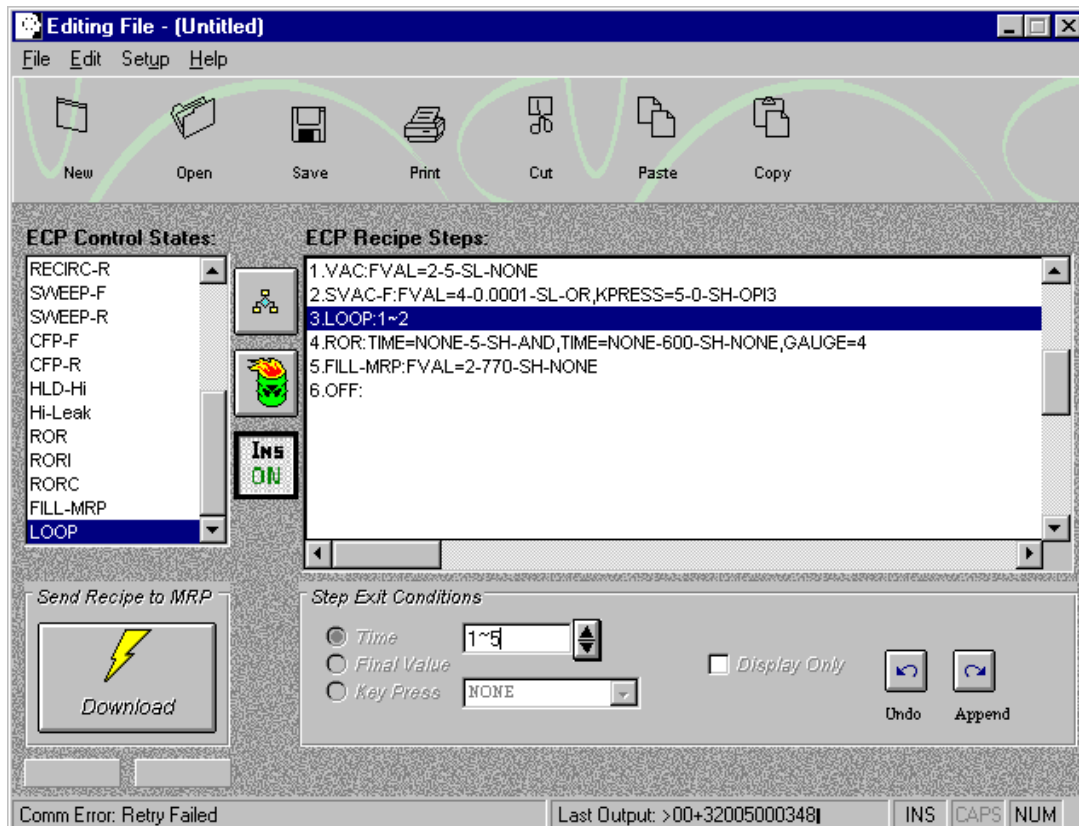 Editing File - (Untitled)
File Edit Setup Help
New Open Save Print Cut Paste Copy
ECP Control States:
RECIRC-R
SWEEP-F
SWEEP-R
CFP-F
CFP-R
HLD-Hi
Hi-Leak
ROR
RORI
RORC
FILL-MRP
LOOP
Ins
ON
ECP Recipe Steps:
1.VAC:FVAL=2-5-SL-NONE
2.SVAC-F:FVAL=4-0.0001-SL-OR,KPRESS=5-0-SH-OPI3
3.LOOP:1~2
4.ROR:TIME=NONE-5-SH-AND,TIME=NONE-600-SH-NONE,GAUGE=4
5.FILL-MRP:FVAL=2-770-SH-NONE
6.OFF:
Send Recipe to MRP
Download
Step Exit Conditions
Time 1~5
Final Value
Key Press NONE
Display Only
Undo Append
Comm Error: Retry Failed
Last Output: >00+32005000348
INS CAPS NUM